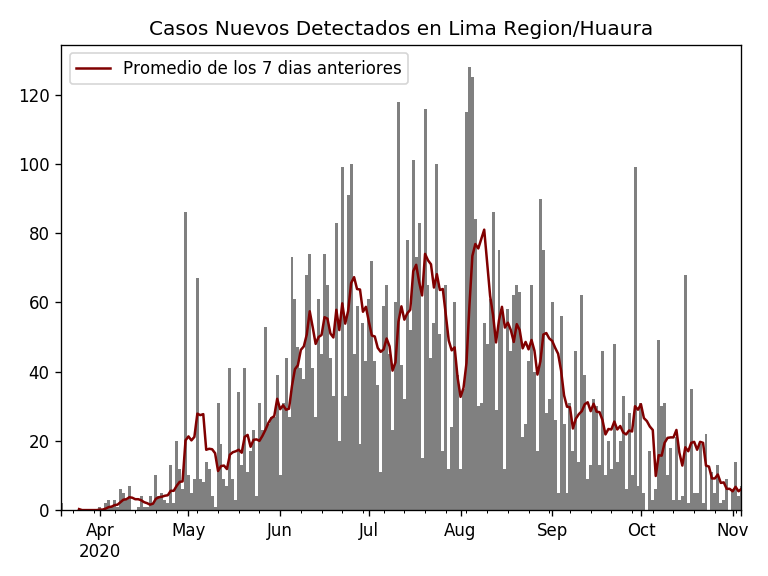 Casos Nuevos Detectados en Lima Region/Huaura
Promedio de los 7 dias anteriores
120
100
80
60
40
20
0
Apr May Jun Jul Aug Sep Oct Nov
2020